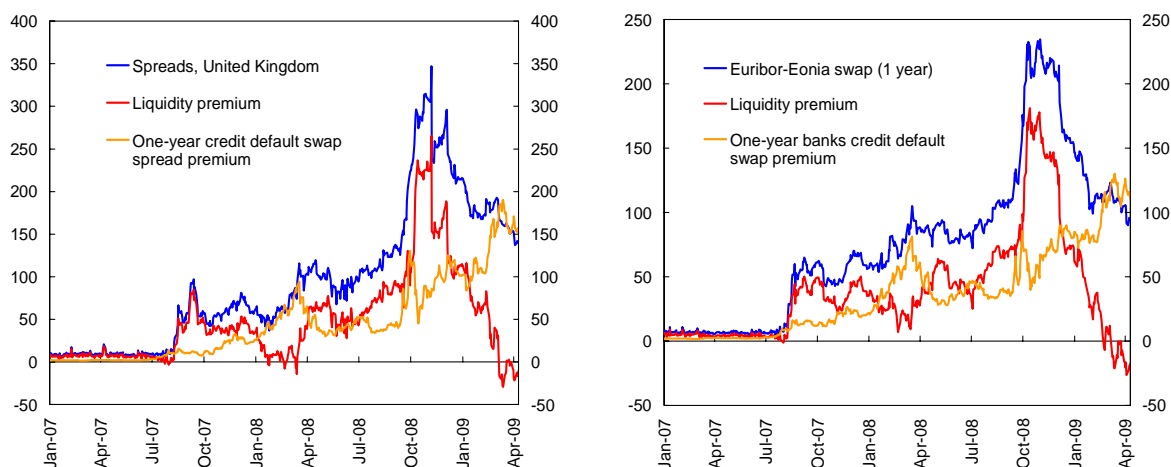 400
350
300
250
200
150
100
50
0
-50
Spreads, United Kingdom
Liquidity premium
One-year credit default swap
spread premium
400
350
300
250
200
150
100
50
0
-50
Jan-07
Apr-07
Jul-07
Oct-07
Jan-08
Apr-08
Jul-08
Oct-08
Jan-09
Apr-09
250
200
150
100
50
0
-50
Euribor-Eonia swap (1 year)
Liquidity premium
One-year banks credit default
swap premium
250
200
150
100
50
0
-50
Jan-07
Apr-07
Jul-07
Oct-07
Jan-08
Apr-08
Jul-08
Oct-08
Jan-09
Apr-09